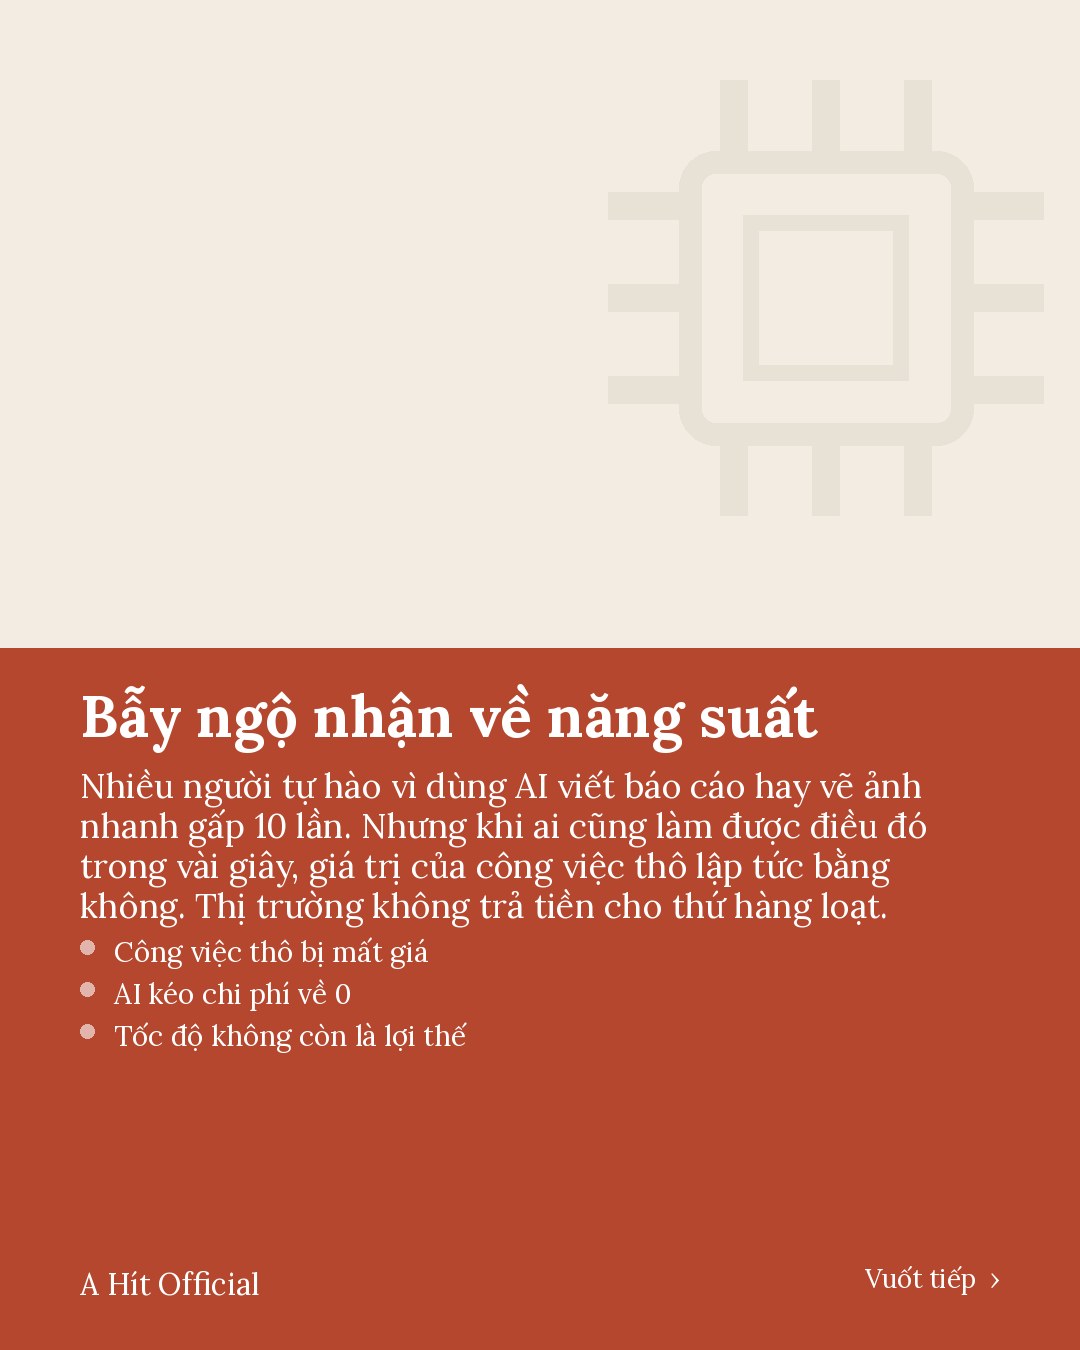 Bẫy ngộ nhận về năng suất
Nhiều người tự hào vì dùng AI viết báo cáo hay vẽ ảnh
nhanh gấp 10 lần. Nhưng khi ai cũng làm được điều đó
trong vài giây, giá trị của công việc thô lập tức bằng
không. Thị trường không trả tiền cho thứ hàng loạt.
Công việc thô bị mất giá
AI kéo chi phí về 0
Tốc độ không còn là lợi thế
A Hít Official
Vuốt tiếp ›